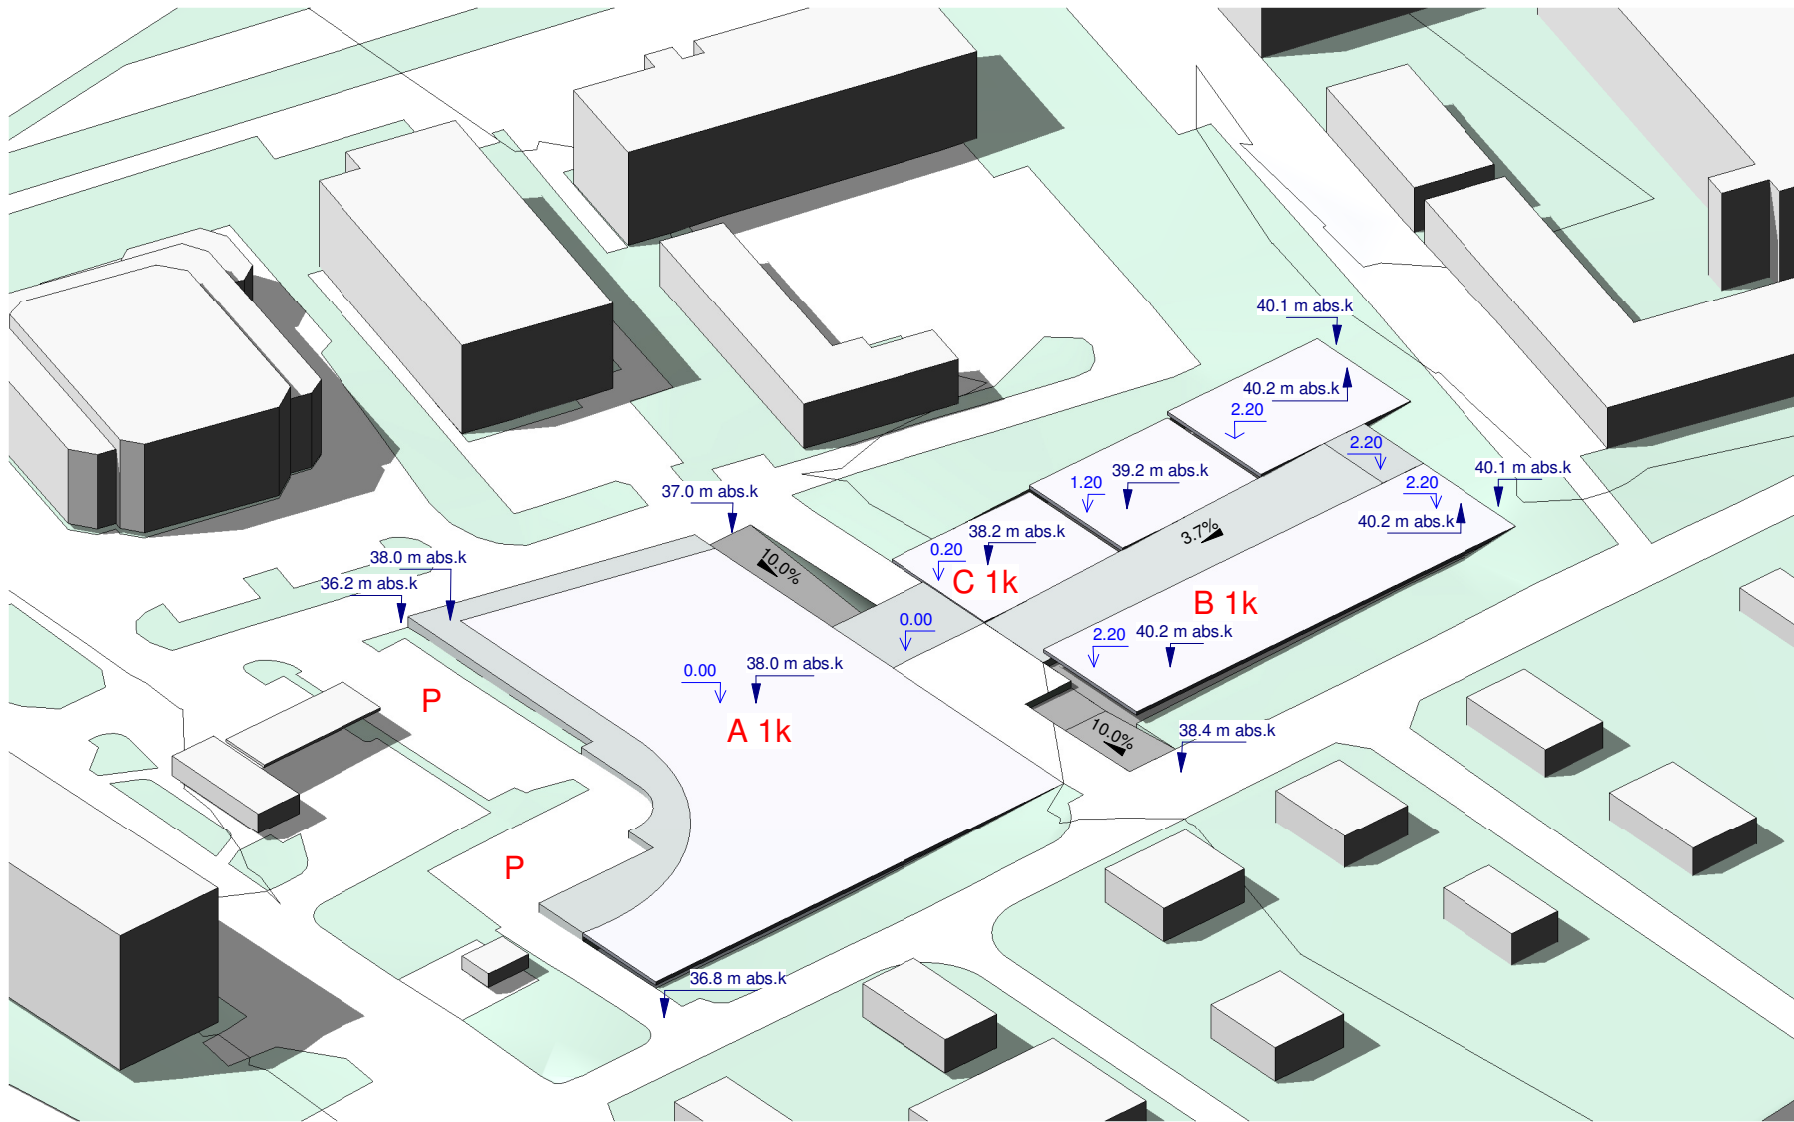 40.1 m abs.k
40.2 m abs.k
2.20
2.20
39.2 m abs.k
1.20
40.1 m abs.k
2.20
40.2 m abs.k
37.0 m abs.k
3.7%
38.2 m abs.k
0.20
C 1k
10.0%
38.0 m abs.k
36.2 m abs.k
B 1k
0.00
2.20
40.2 m abs.k
0.00
38.0 m abs.k
P
A 1k
10.0%
38.4 m abs.k
P
36.8 m abs.k